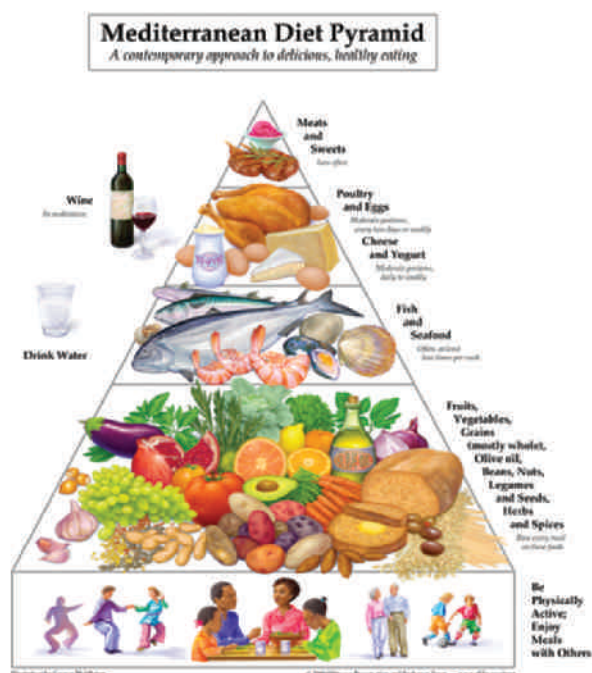 Mediterranean Diet Pyramid
A contemporary approach to delicious, healthy eating
Meats
and
Sweets
Less often
Wine
In moderation
Poultry
and Eggs
Moderate portions,
every two days or weekly
Cheese
and Yogurt
Moderate portions,
daily to weekly
Fish
and
Seafood
Often, at least
two times per week
Drink Water
Fruits,
Vegetables,
Grains
(mostly whole),
Olive oil,
Beans, Nuts,
Legumes
and Seeds,
Herbs
and Spices
Base every meal
on these foods
Be
Physically
Active;
Enjoy
Meals
with Others